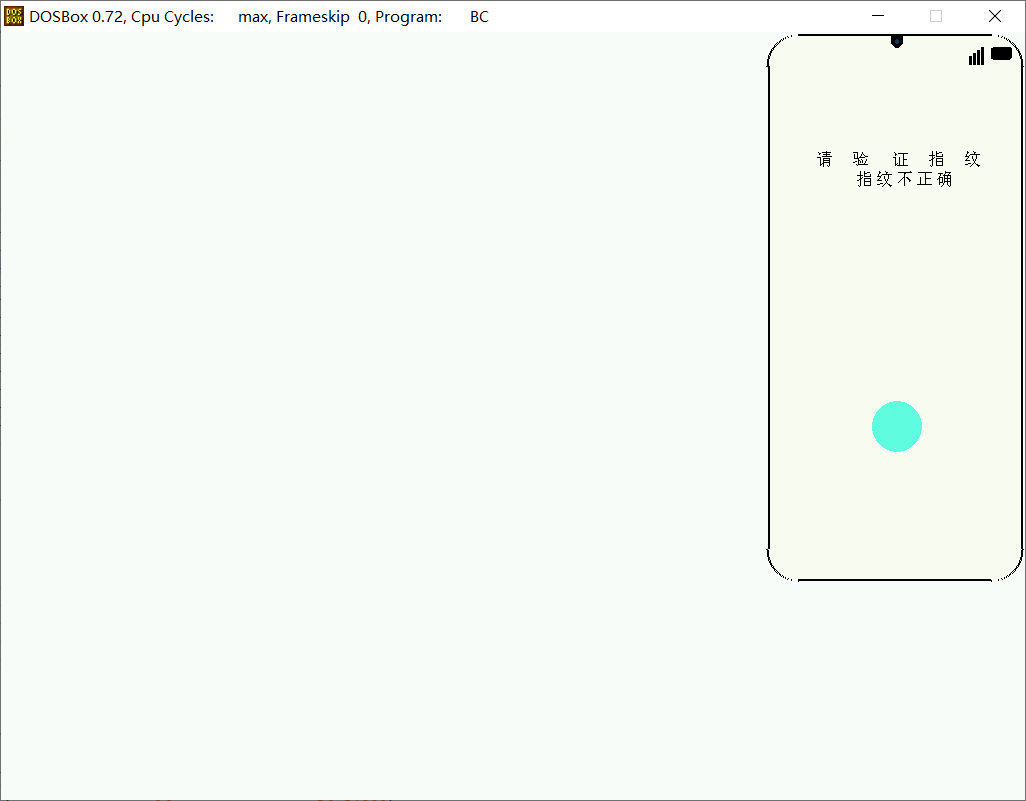 DOSBox 0.72, Cpu Cycles: max, Frameskip 0, Program: BC
请 验 证 指 纹
指纹不正确